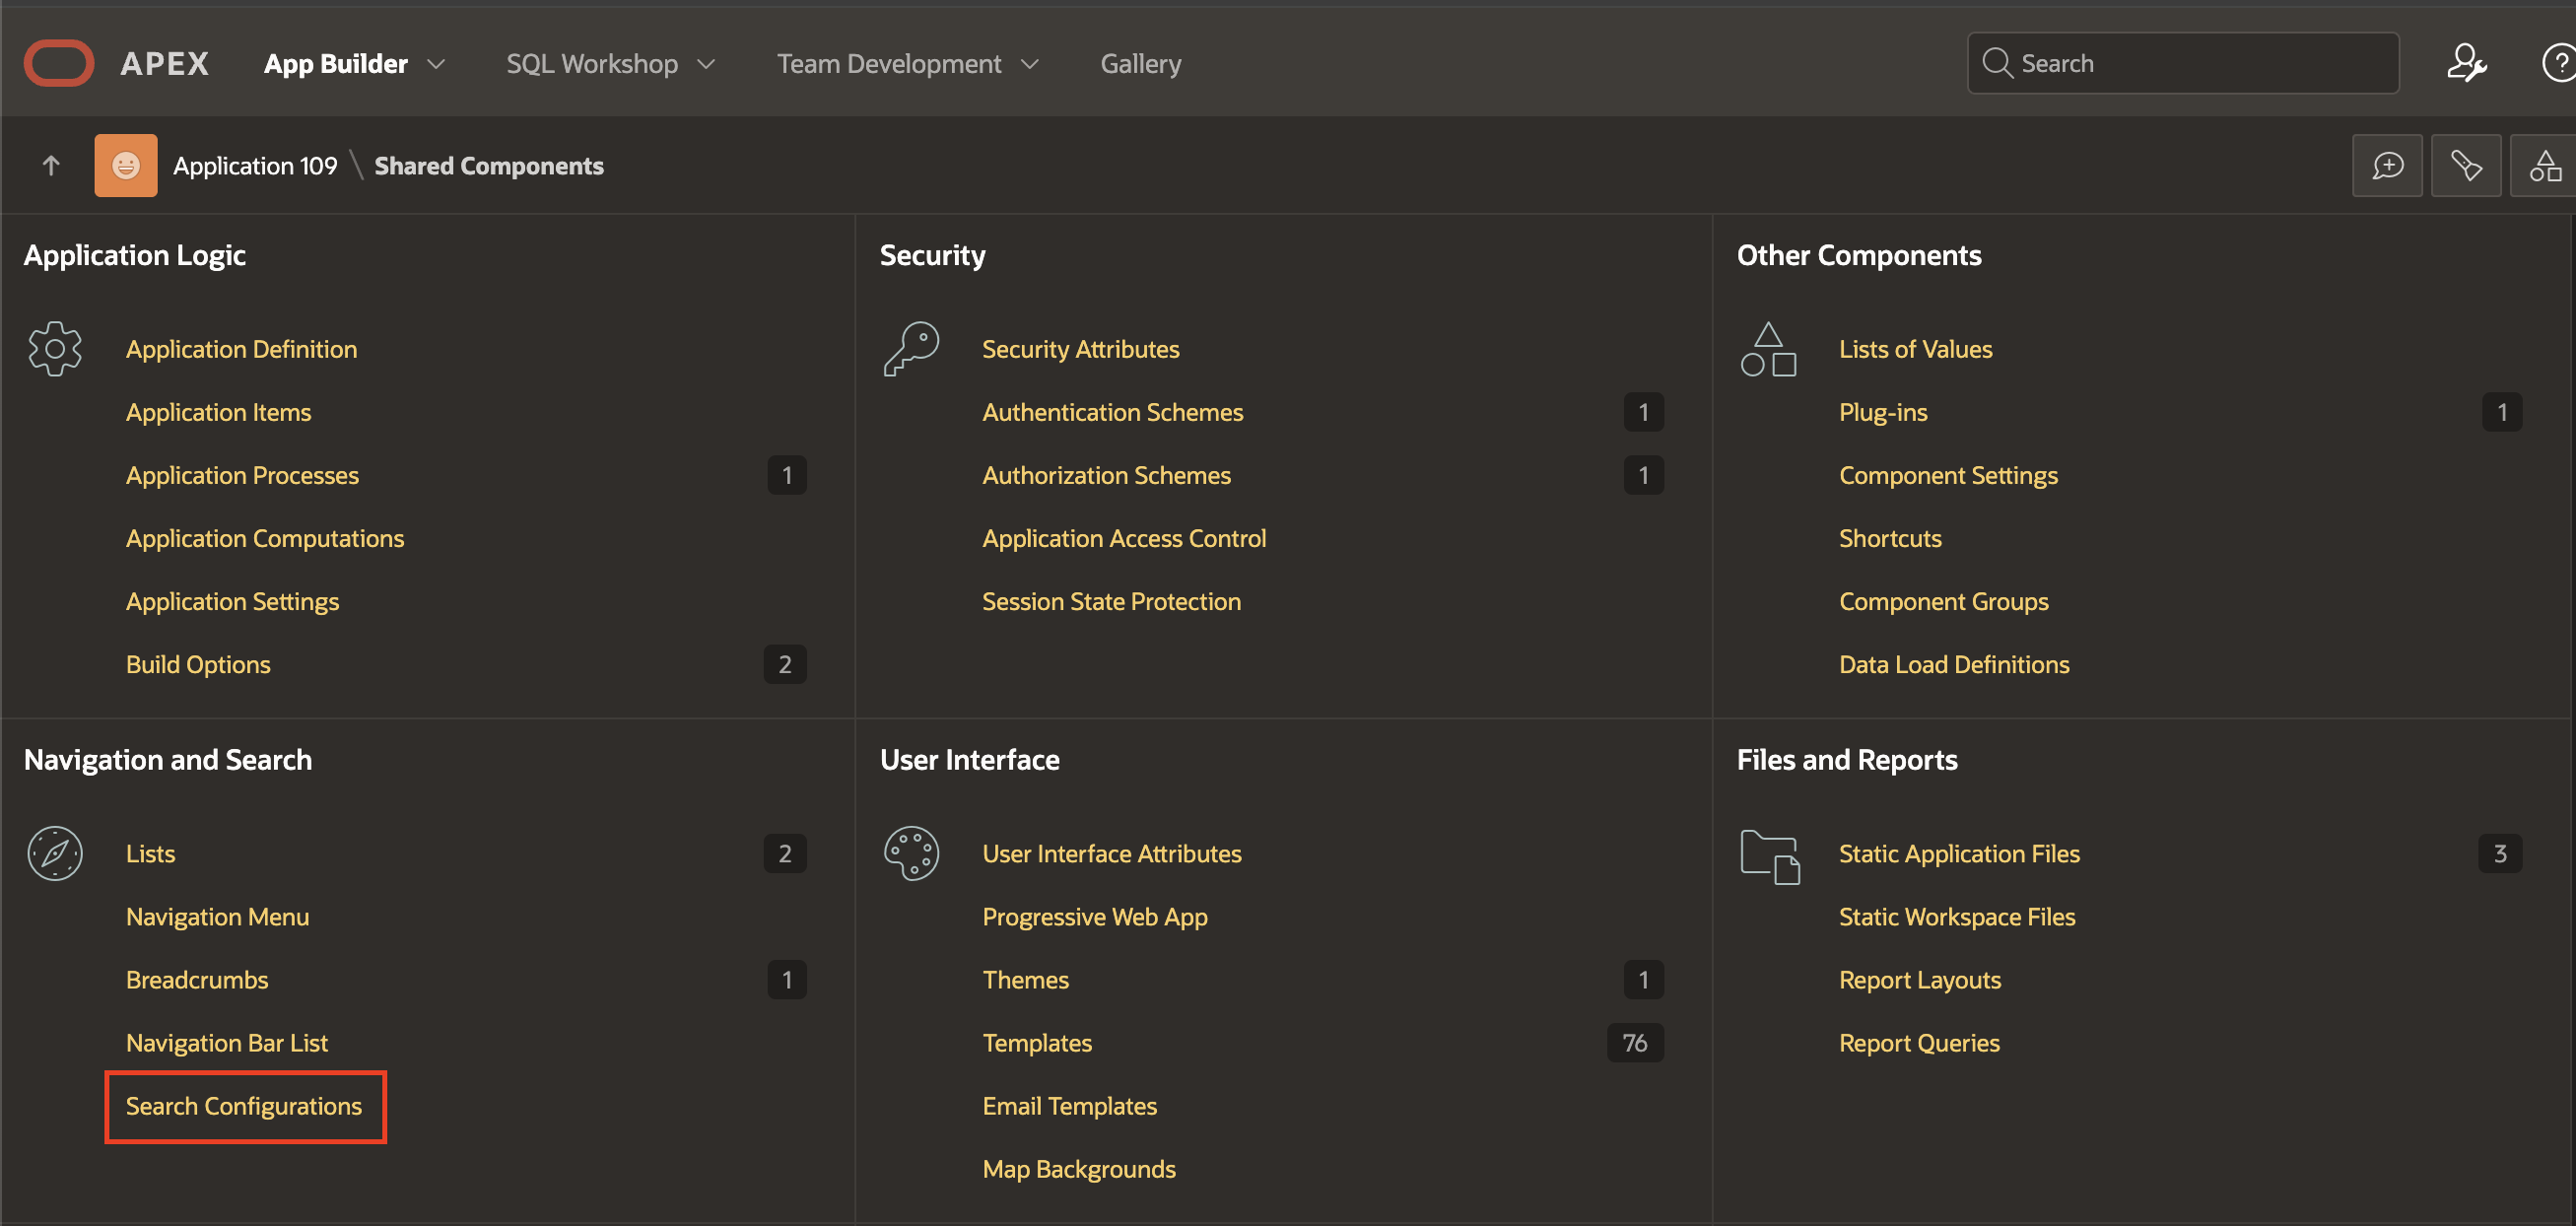 APEX App Builder SQL Workshop Team Development Gallery Search ?
Application 109 \ Shared Components
Application Logic
Application Definition
Application Items
Application Processes 1
Application Computations
Application Settings
Build Options 2
Security
Security Attributes
Authentication Schemes 1
Authorization Schemes 1
Application Access Control
Session State Protection
Other Components
Lists of Values
Plug-ins 1
Component Settings
Shortcuts
Component Groups
Data Load Definitions
Navigation and Search
Lists 2
Navigation Menu
Breadcrumbs 1
Navigation Bar List
Search Configurations
User Interface
User Interface Attributes
Progressive Web App
Themes 1
Templates 76
Email Templates
Map Backgrounds
Files and Reports
Static Application Files 3
Static Workspace Files
Report Layouts
Report Queries